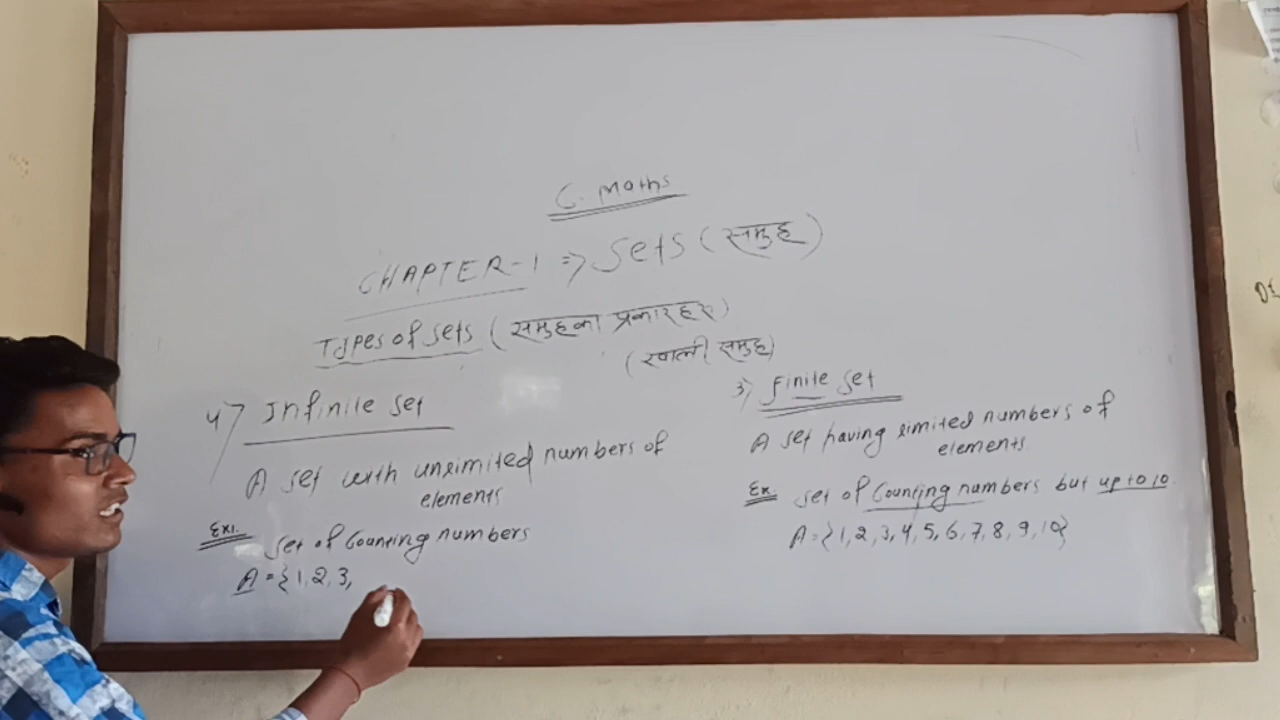 C. Maths
CHAPTER-1 => Sets (समुह)
Types of sets (समुहका प्रकारहरु)
(खाली समुह)
4) Infinite set
A set with unlimited numbers of
elements
Ex1. set of Counting numbers
A = {1, 2, 3,
3) finite set
A set having limited numbers of
elements
Ex. set of Counting numbers but up to 10
A = {1, 2, 3, 4, 5, 6, 7, 8, 9, 10}